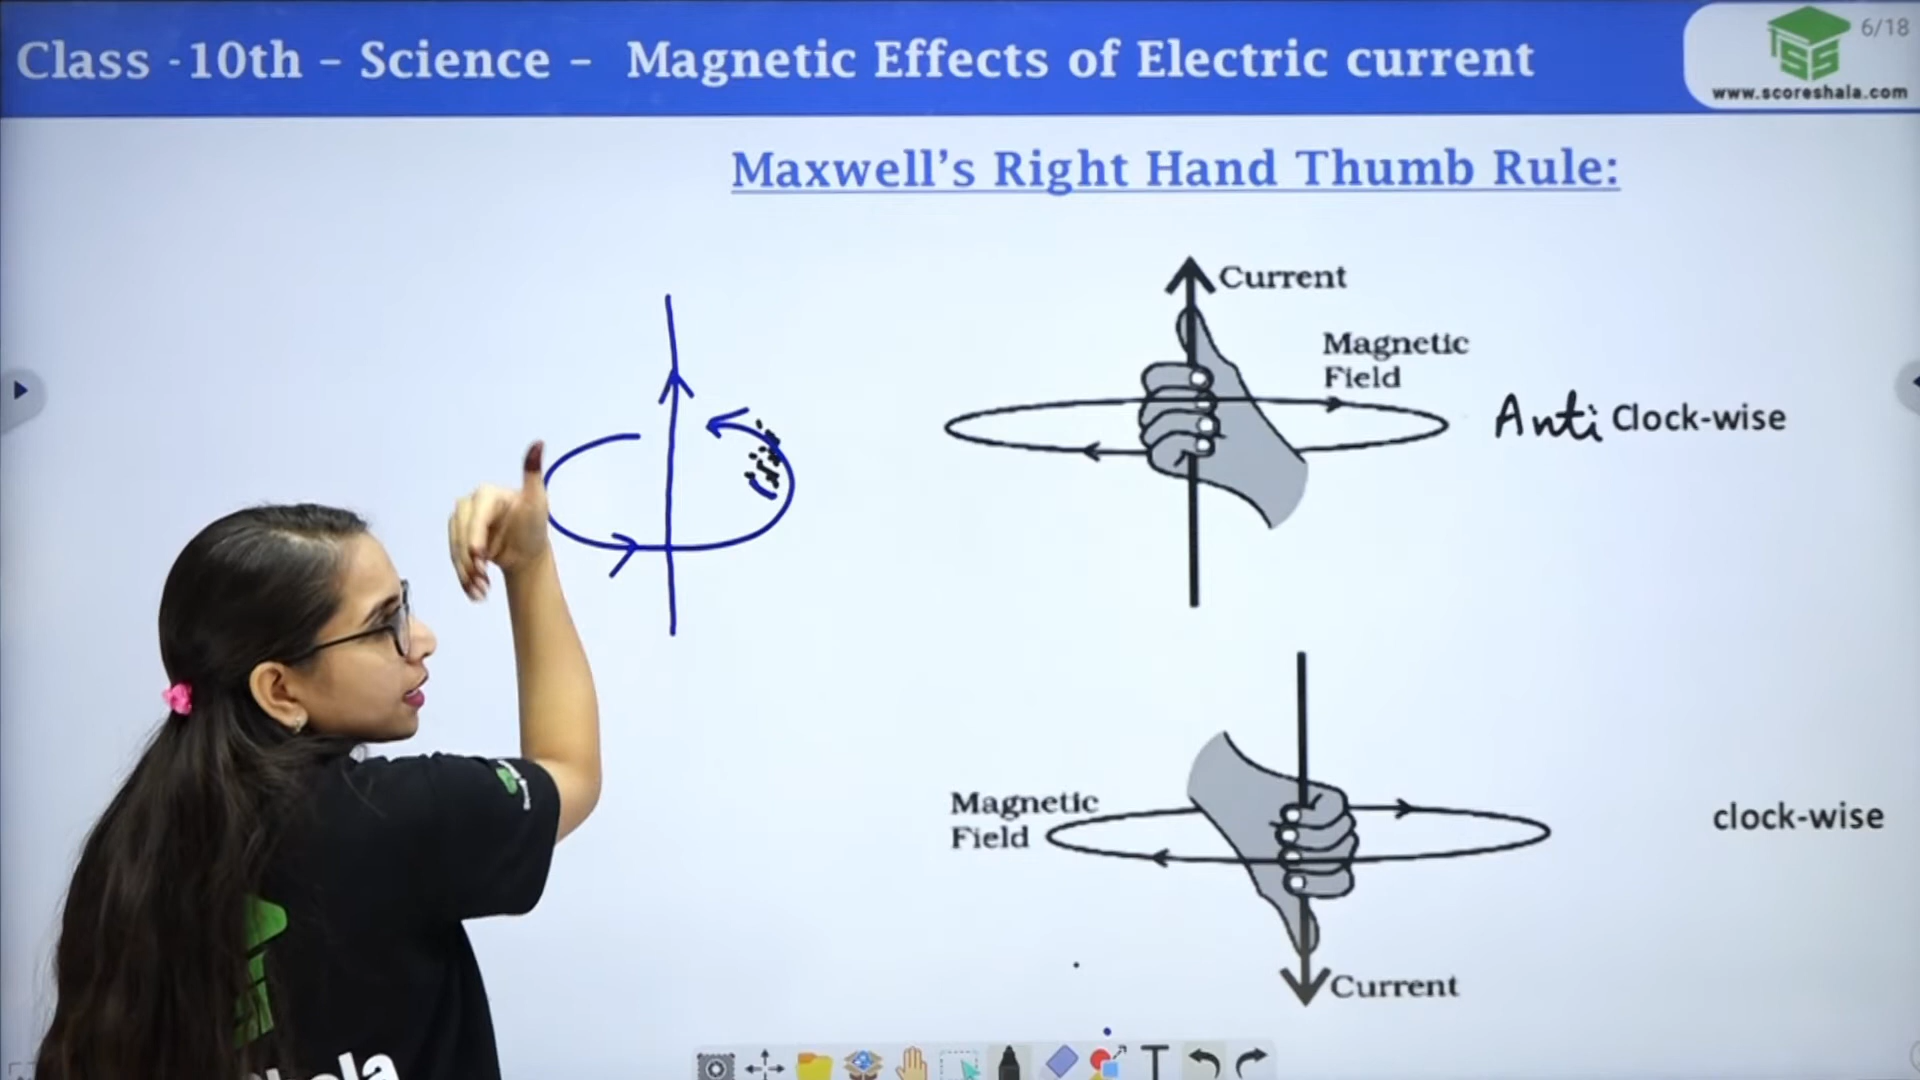 Class -10th – Science – Magnetic Effects of Electric current
6/18
www.scoreshala.com
Maxwell's Right Hand Thumb Rule:
Current
Magnetic
Field
Anti Clock-wise
Magnetic
Field
clock-wise
Current